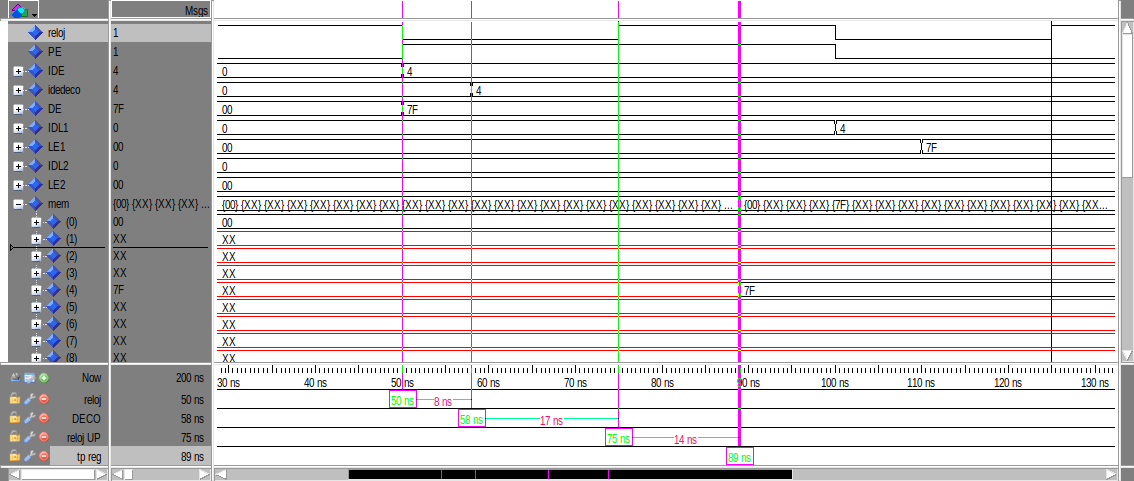 Msgs
reloj 1
PE 1
IDE 4 0 4
idedeco 4 0 4
DE 7F 00 7F
IDL1 0 0 4
LE1 00 00 7F
IDL2 0 0
LE2 00 00
mem {00} {XX} {XX} {XX} ... {00} {XX} {XX} {XX} {XX} {XX} {XX} {XX} {XX} {XX} {XX} {XX} {XX} {XX} {XX} {XX} {XX} {XX} {XX} {XX} {XX} {XX} {XX} ... {00} {XX} {XX} {XX} {7F} {XX} {XX} {XX} {XX} {XX} {XX} {XX} {XX} {XX} {XX} {XX...
(0) 00 00
(1) XX XX
(2) XX XX
(3) XX XX
(4) 7F XX 7F
(5) XX XX
(6) XX XX
(7) XX XX
(8) XX XX
Now 200 ns 30 ns 40 ns 50 ns 60 ns 70 ns 80 ns 90 ns 100 ns 110 ns 120 ns 130 ns
reloj 50 ns 50 ns 8 ns
DECO 58 ns 58 ns 17 ns
reloj UP 75 ns 75 ns 14 ns
tp reg 89 ns 89 ns